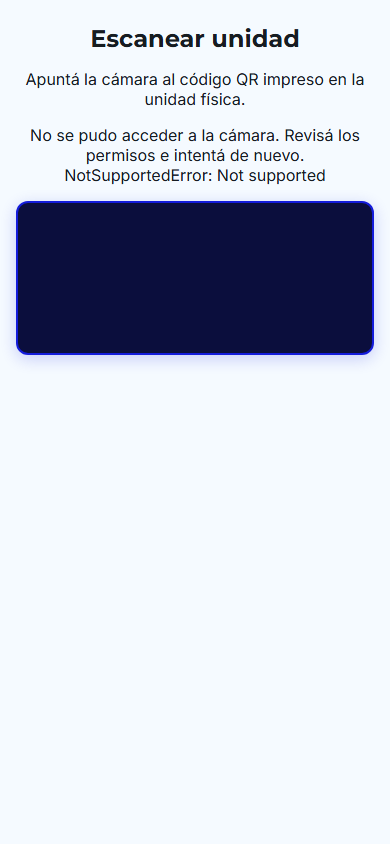 Escanear unidad
Apuntá la cámara al código QR impreso en la
unidad física.
No se pudo acceder a la cámara. Revisá los
permisos e intentá de nuevo.
NotSupportedError: Not supported